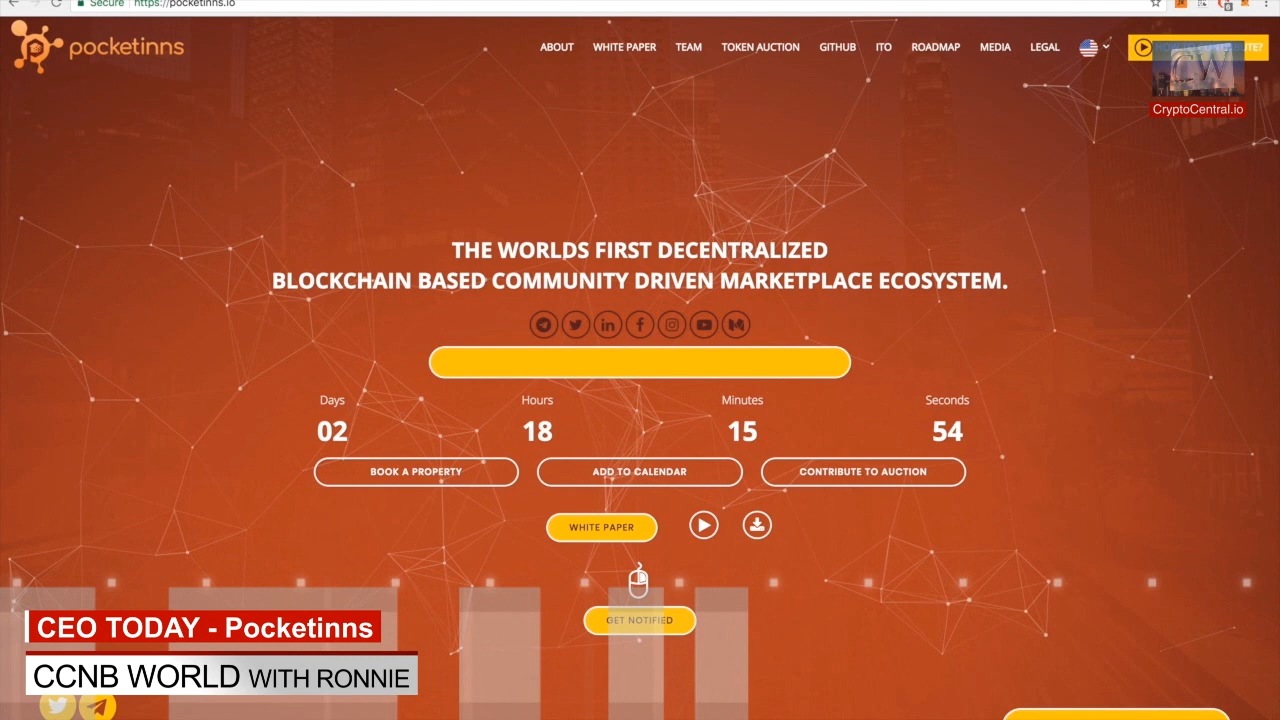 Secure
https://pocketinns.io
pocketinns
ABOUT
WHITE PAPER
TEAM
TOKEN AUCTION
GITHUB
ITO
ROADMAP
MEDIA
LEGAL
CryptoCentral.io
THE WORLDS FIRST DECENTRALIZED
BLOCKCHAIN BASED COMMUNITY DRIVEN MARKETPLACE ECOSYSTEM.
Days
Hours
Minutes
Seconds
02
18
15
54
BOOK A PROPERTY
ADD TO CALENDAR
CONTRIBUTE TO AUCTION
WHITE PAPER
GET NOTIFIED
CEO TODAY - Pocketinns
CCNB WORLD WITH RONNIE